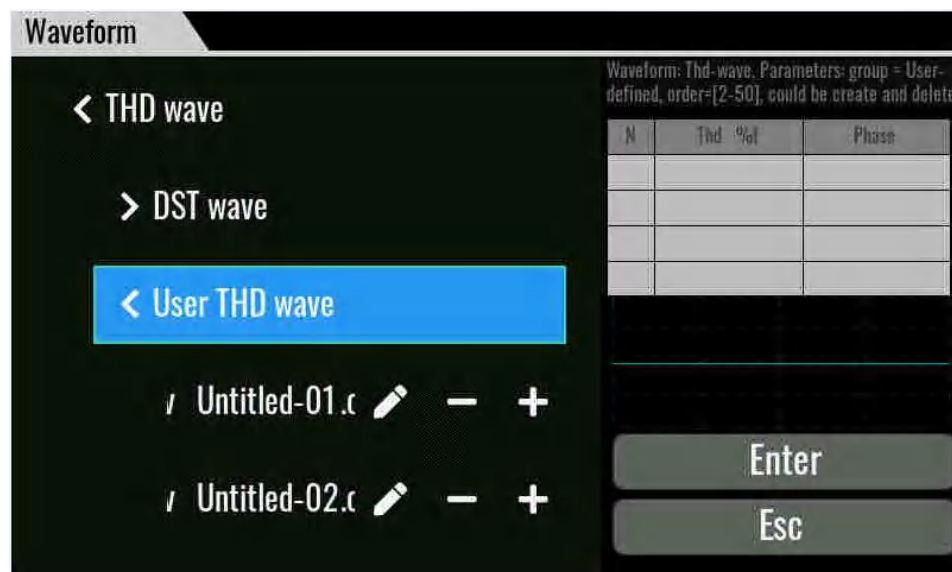 Waveform
Waveform: Thd-wave. Parameters: group = User-
defined, order=[2-50], could be create and delete
THD wave
N Thd %f Phase
DST wave
User THD wave
Untitled-01.c
Untitled-02.c
Enter
Esc